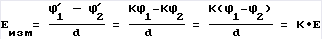 Eизм = (φ′₁ − φ′₂)/d = (Kφ₁−Kφ₂)/d = K(φ₁−φ₂)/d = K•E